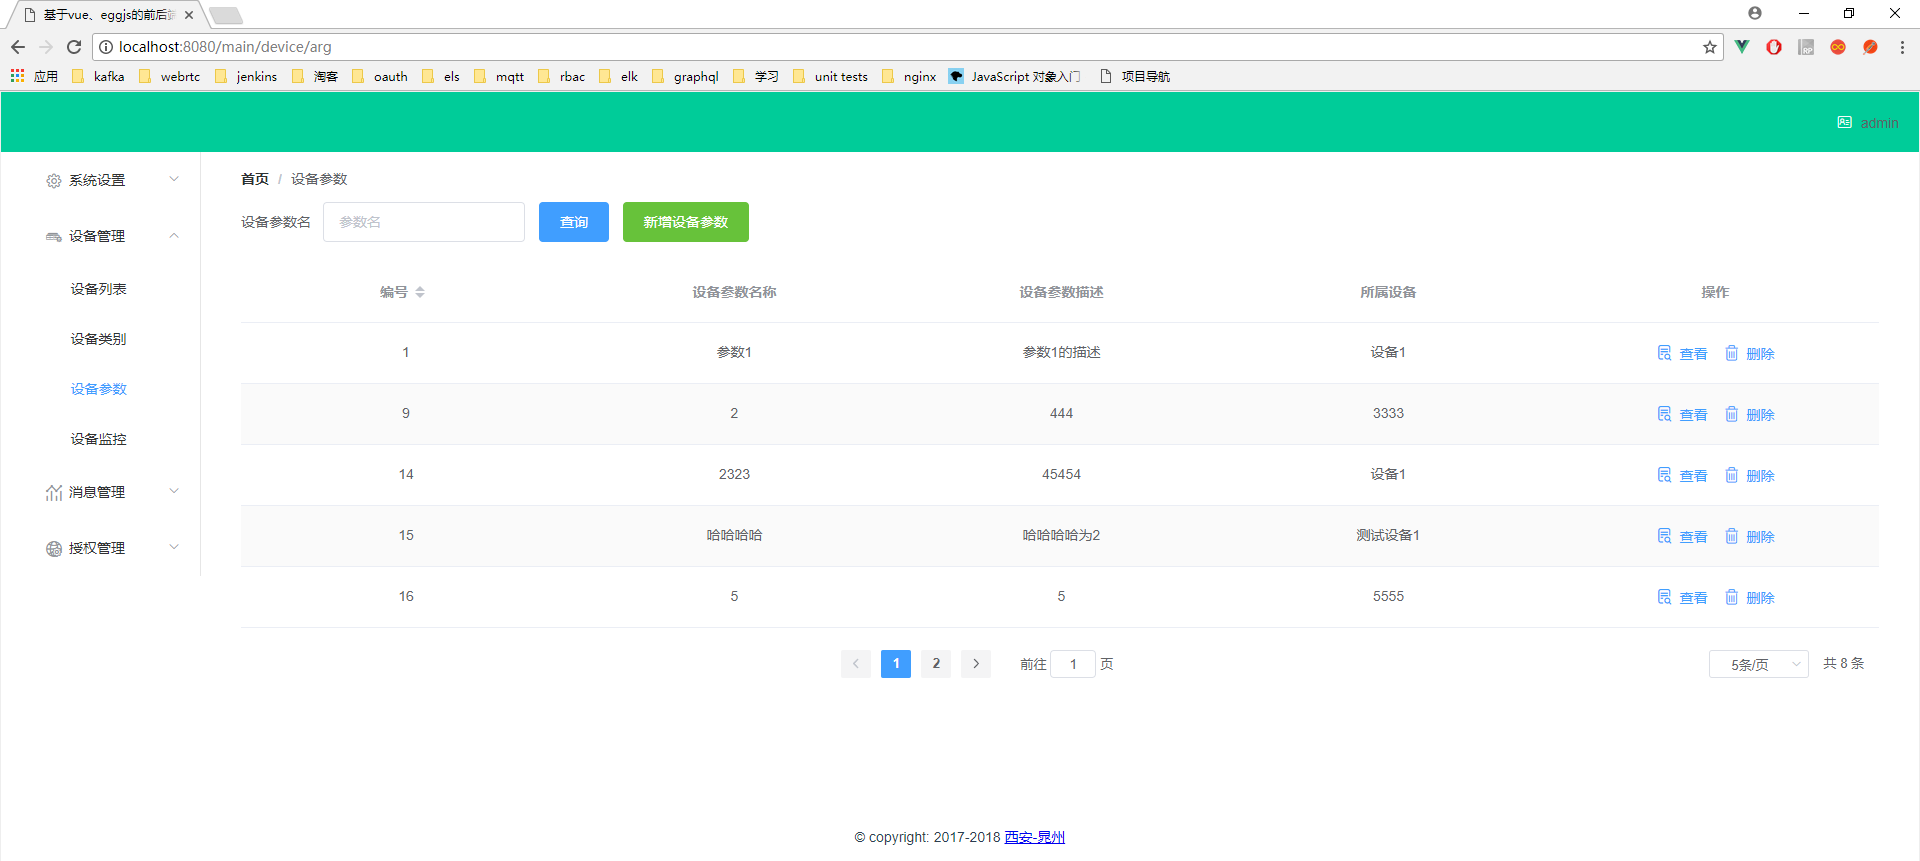 基于vue、eggjs的前后
localhost:8080/main/device/arg
应用 kafka webrtc jenkins 淘客 oauth els mqtt rbac elk graphql 学习 unit tests nginx JavaScript 对象入门 项目导航
admin
系统设置
设备管理
设备列表
设备类别
设备参数
设备监控
消息管理
授权管理
首页 / 设备参数
设备参数名 参数名 查询 新增设备参数
编号 设备参数名称 设备参数描述 所属设备 操作
1 参数1 参数1的描述 设备1 查看 删除
9 2 444 3333 查看 删除
14 2323 45454 设备1 查看 删除
15 哈哈哈哈 哈哈哈哈为2 测试设备1 查看 删除
16 5 5 5555 查看 删除
1 2 前往 1 页 5条/页 共 8 条
© copyright: 2017-2018 西安-晁州